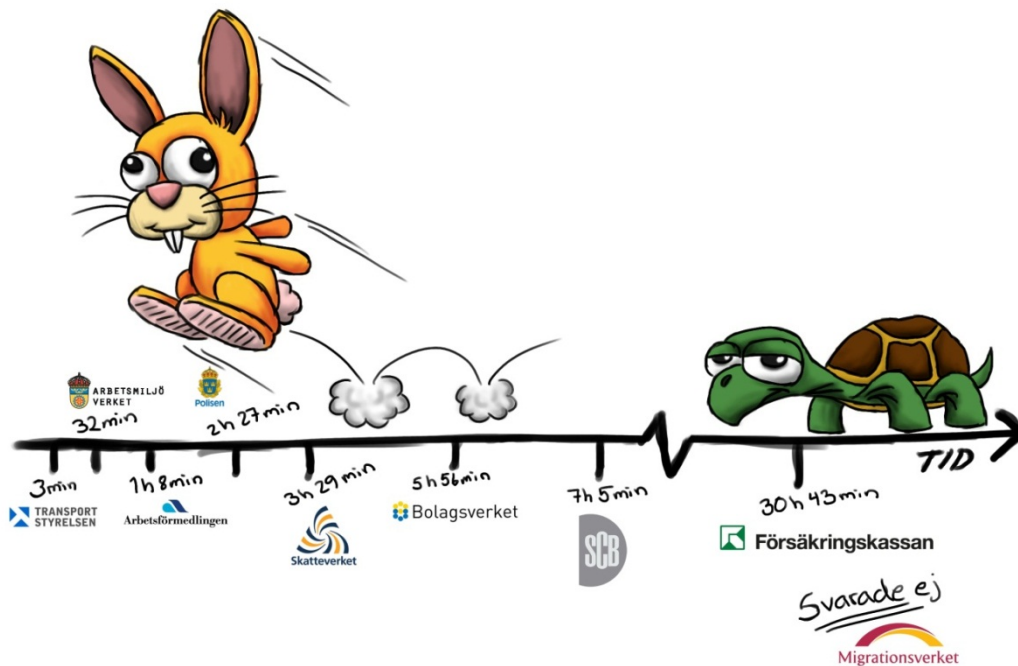 ARBETSMILJÖ
VERKET
32min
Polisen
2h 27min
TID
3min
TRANSPORT
STYRELSEN
1h 8min
Arbetsförmedlingen
3h 29min
Skatteverket
5h 56min
Bolagsverket
7h 5min
SCB
30h 43min
Försäkringskassan
Svarade ej
Migrationsverket